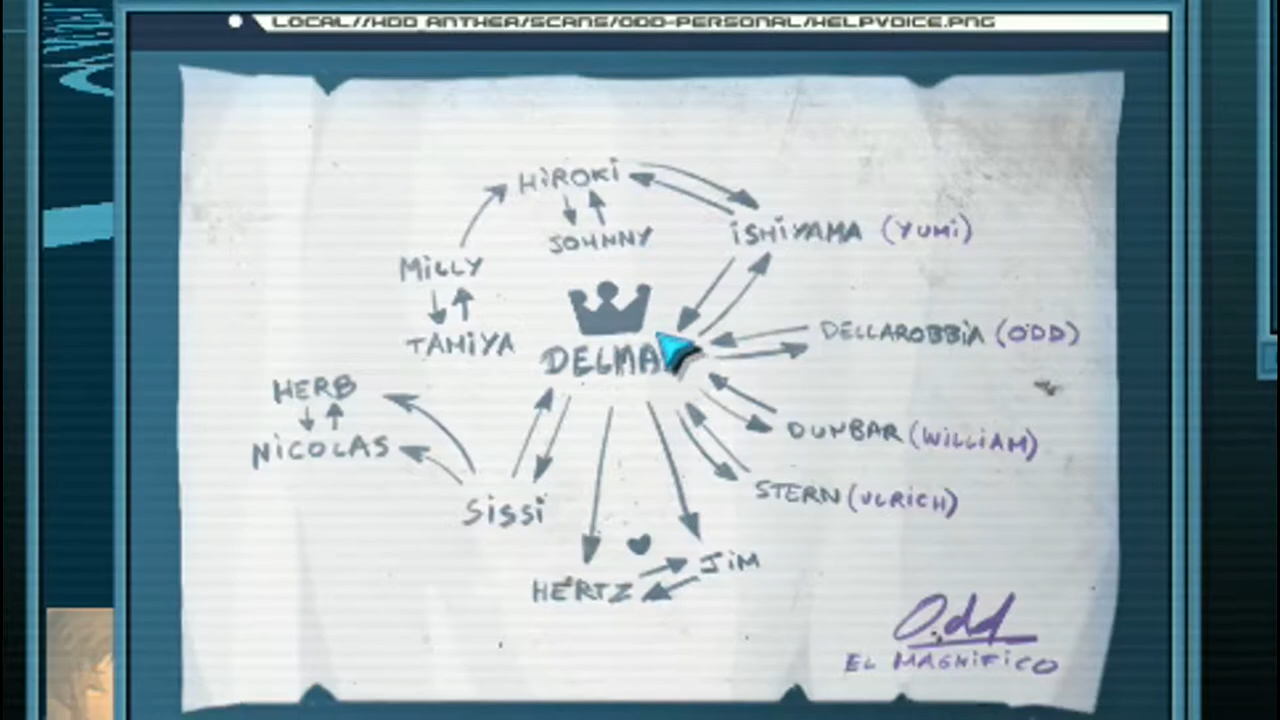 LOCAL//HDD_ANTHEA/SCANS/ODD-PERSONAL/HELPVOICE.PNG
HIROKI
JOHNNY
ISHIYAMA (YUMI)
MILLY
TAMIYA
DELMA
DELLAROBBIA (ODD)
HERB
NICOLAS
DUNBAR (WILLIAM)
STERN (ULRICH)
SISSI
JIM
HERTZ
Odd
EL MAGNIFICO